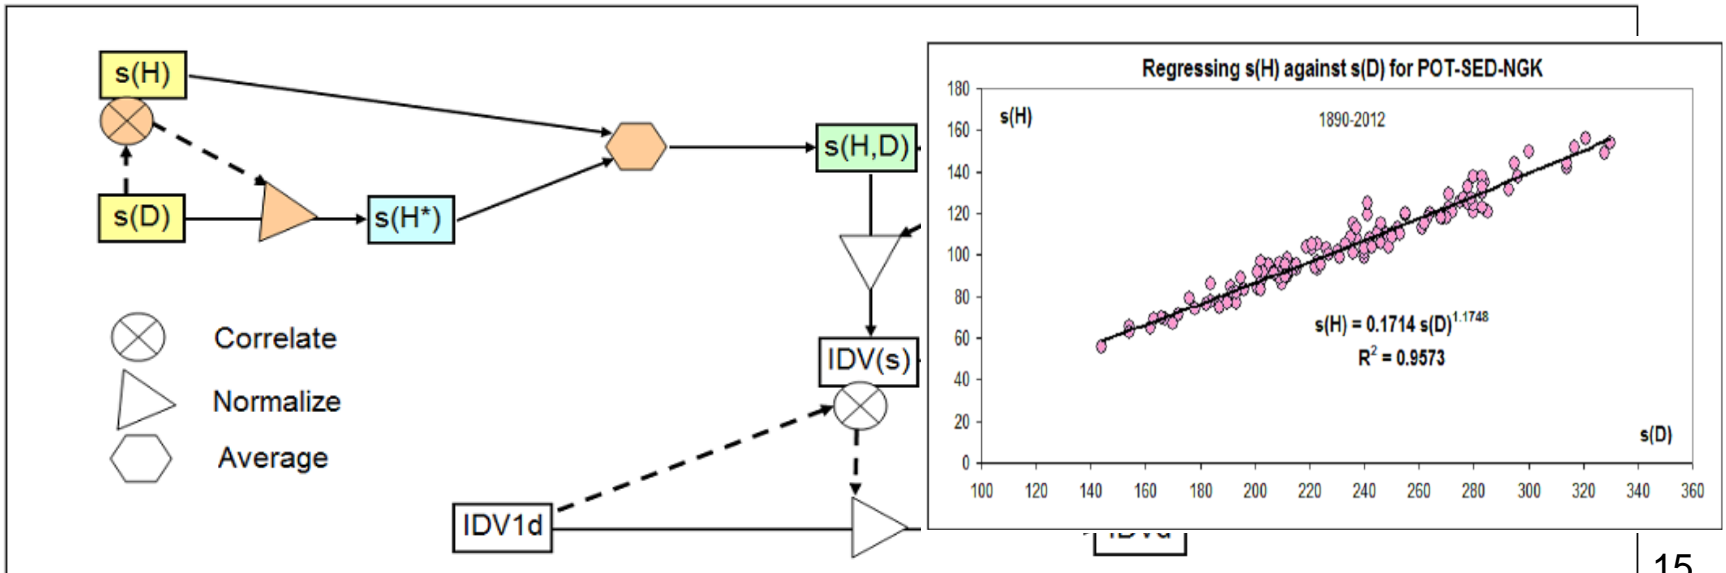 s(H)
s(D)
s(H*)
s(H,D)
IDV(s)
IDV1d
Correlate
Normalize
Average
Regressing s(H) against s(D) for POT-SED-NGK
s(H)
1890-2012
180
160
140
120
100
80
60
40
20
0
s(H) = 0.1714 s(D)^1.1748
R² = 0.9573
s(D)
100 120 140 160 180 200 220 240 260 280 300 320 340 360
15